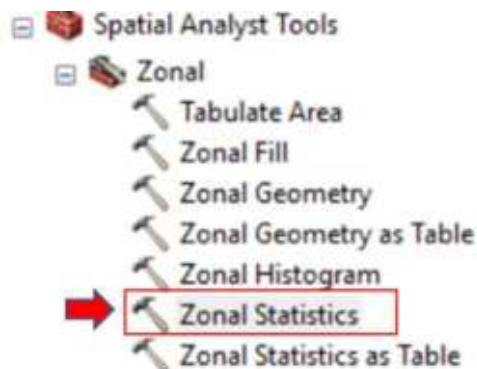 Spatial Analyst Tools
Zonal
Tabulate Area
Zonal Fill
Zonal Geometry
Zonal Geometry as Table
Zonal Histogram
Zonal Statistics
Zonal Statistics as Table